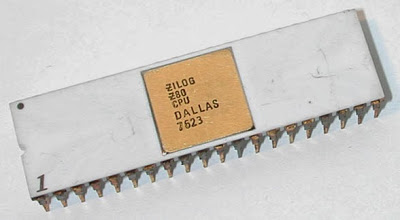 ZILOG
Z80
CPU
DALLAS
7623
1